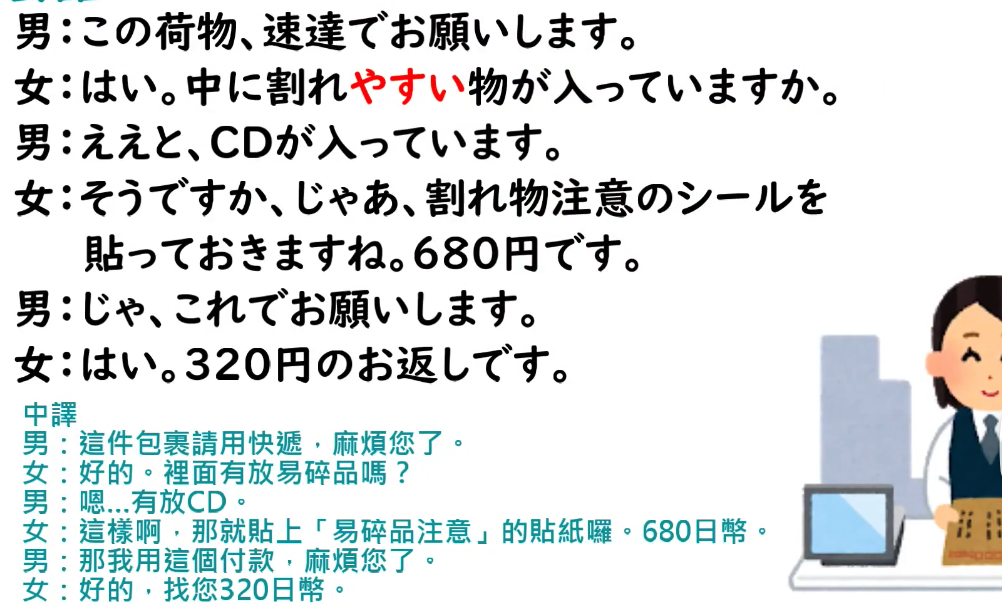 男：この荷物、速達でお願いします。
女：はい。中に割れやすい物が入っていますか。
男：ええと、CDが入っています。
女：そうですか、じゃあ、割れ物注意のシールを
貼っておきますね。680円です。
男：じゃ、これでお願いします。
女：はい。320円のお返しです。
中譯
男：這件包裹請用快遞，麻煩您了。
女：好的。裡面有放易碎品嗎？
男：嗯…有放CD。
女：這樣啊，那就貼上「易碎品注意」的貼紙囉。680日幣。
男：那我用這個付款，麻煩您了。
女：好的，找您320日幣。